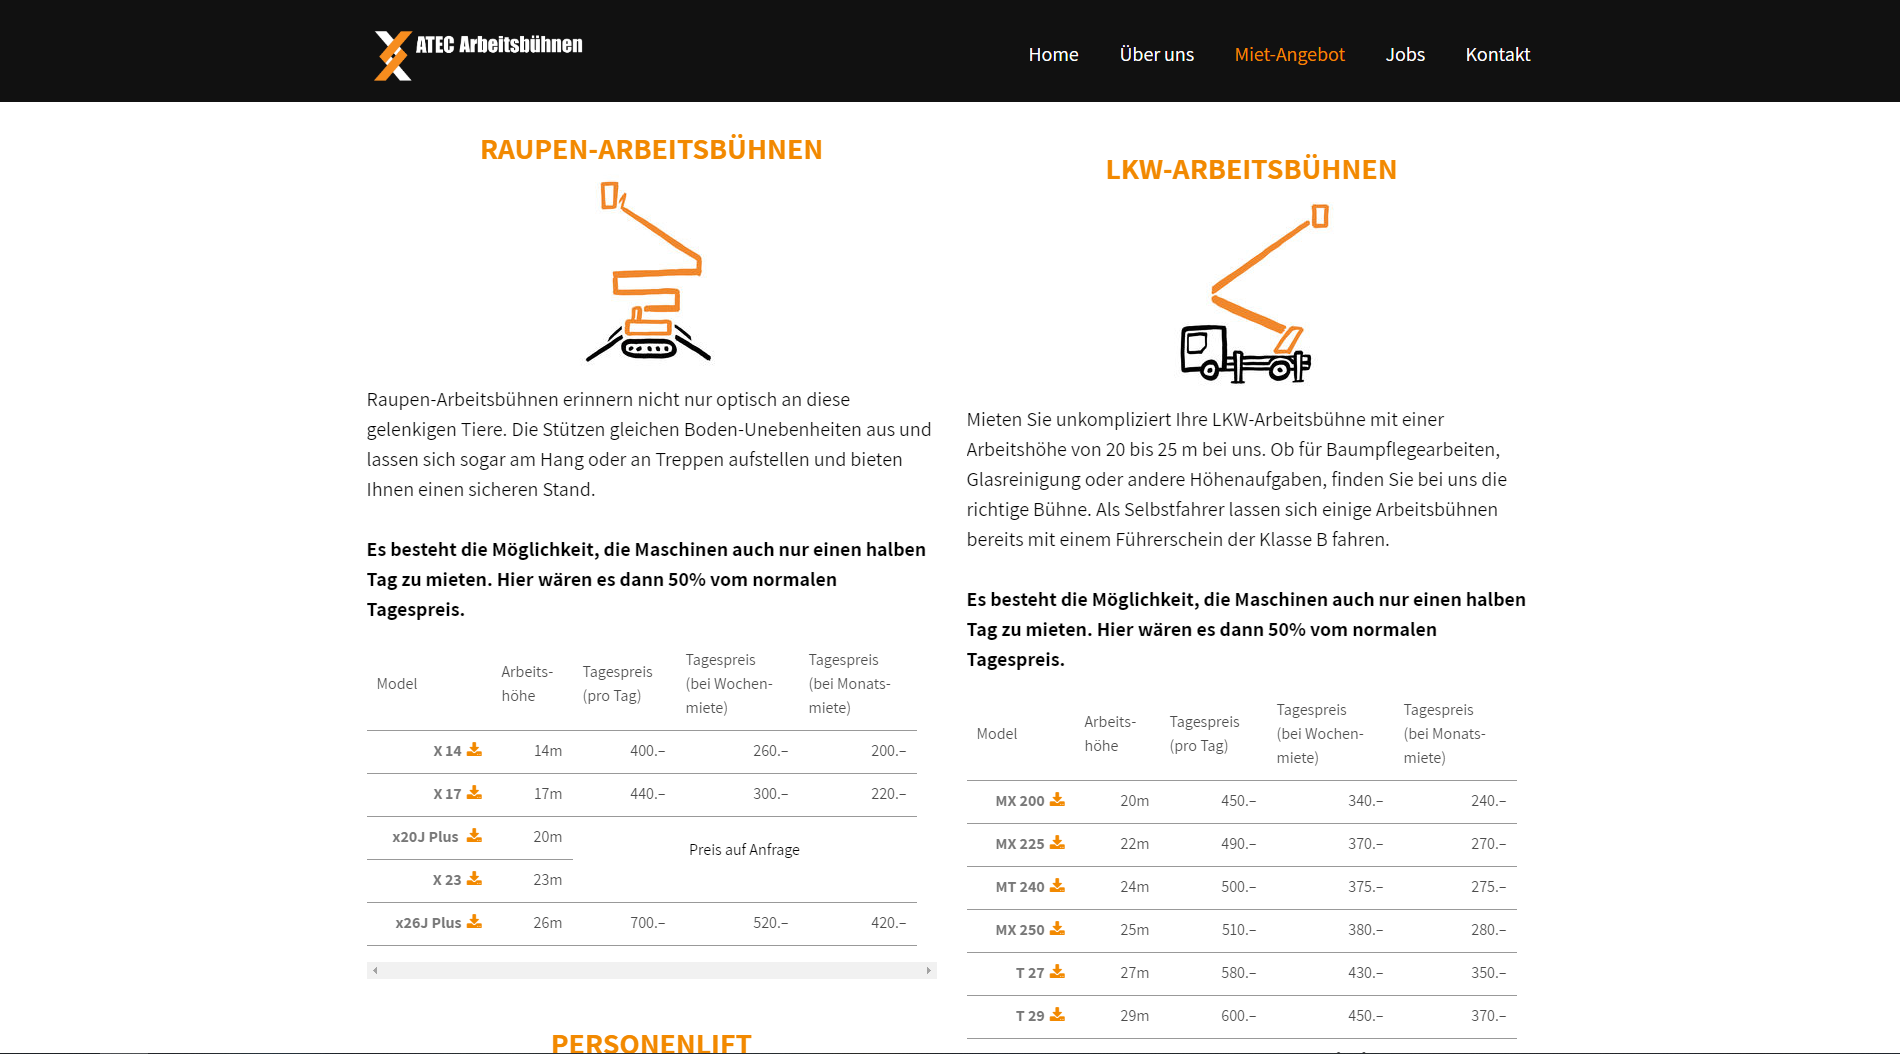 ATEC Arbeitsbühnen
Home Über uns Miet-Angebot Jobs Kontakt
RAUPEN-ARBEITSBÜHNEN
Raupen-Arbeitsbühnen erinnern nicht nur optisch an diese
gelenkigen Tiere. Die Stützen gleichen Boden-Unebenheiten aus und
lassen sich sogar am Hang oder an Treppen aufstellen und bieten
Ihnen einen sicheren Stand.
Es besteht die Möglichkeit, die Maschinen auch nur einen halben
Tag zu mieten. Hier wären es dann 50% vom normalen
Tagespreis.
Model Arbeits-höhe Tagespreis (pro Tag) Tagespreis (bei Wochen-miete) Tagespreis (bei Monats-miete)
X 14 14m 400.– 260.– 200.–
X 17 17m 440.– 300.– 220.–
x20J Plus 20m Preis auf Anfrage
X 23 23m
x26J Plus 26m 700.– 520.– 420.–
PERSONENLIFT
LKW-ARBEITSBÜHNEN
Mieten Sie unkompliziert Ihre LKW-Arbeitsbühne mit einer
Arbeitshöhe von 20 bis 25 m bei uns. Ob für Baumpflegearbeiten,
Glasreinigung oder andere Höhenaufgaben, finden Sie bei uns die
richtige Bühne. Als Selbstfahrer lassen sich einige Arbeitsbühnen
bereits mit einem Führerschein der Klasse B fahren.
Es besteht die Möglichkeit, die Maschinen auch nur einen halben
Tag zu mieten. Hier wären es dann 50% vom normalen
Tagespreis.
Model Arbeits-höhe Tagespreis (pro Tag) Tagespreis (bei Wochen-miete) Tagespreis (bei Monats-miete)
MX 200 20m 450.– 340.– 240.–
MX 225 22m 490.– 370.– 270.–
MT 240 24m 500.– 375.– 275.–
MX 250 25m 510.– 380.– 280.–
T 27 27m 580.– 430.– 350.–
T 29 29m 600.– 450.– 370.–